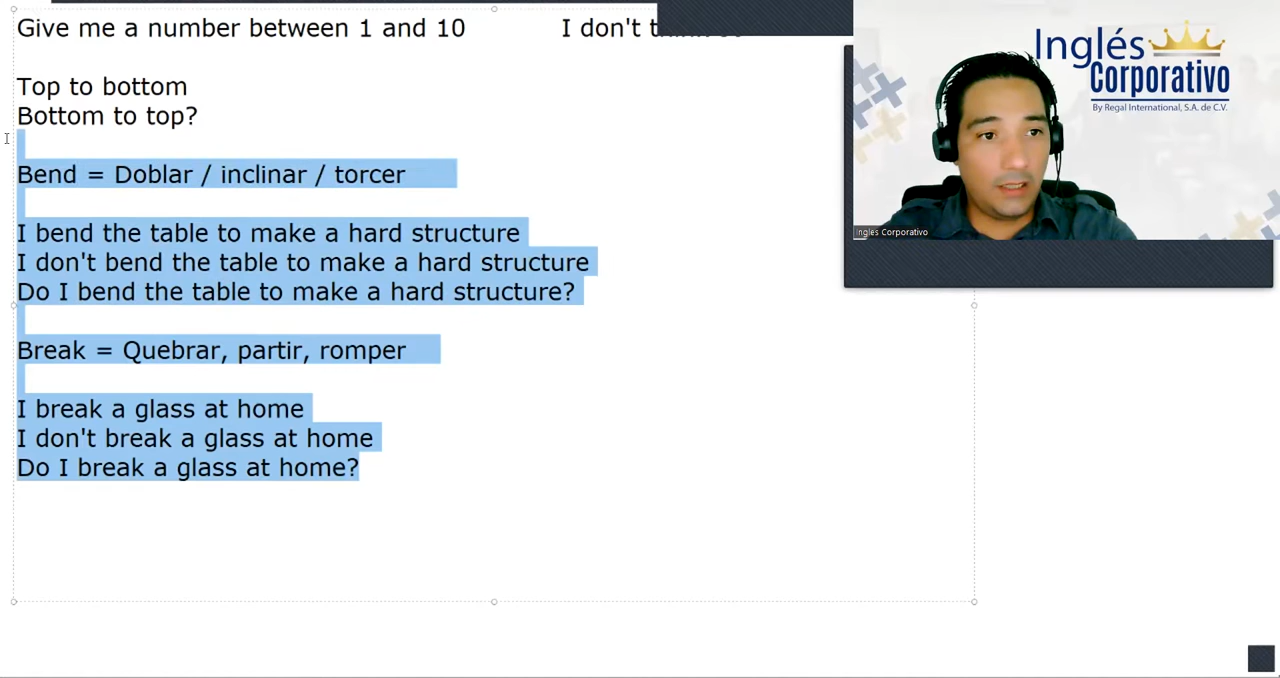 Give me a number between 1 and 10
I don't
Top to bottom
Bottom to top?
Bend = Doblar / inclinar / torcer
I bend the table to make a hard structure
I don't bend the table to make a hard structure
Do I bend the table to make a hard structure?
Break = Quebrar, partir, romper
I break a glass at home
I don't break a glass at home
Do I break a glass at home?
Inglés
Corporativo
By Regal International, S.A. de C.V.
Inglés Corporativo